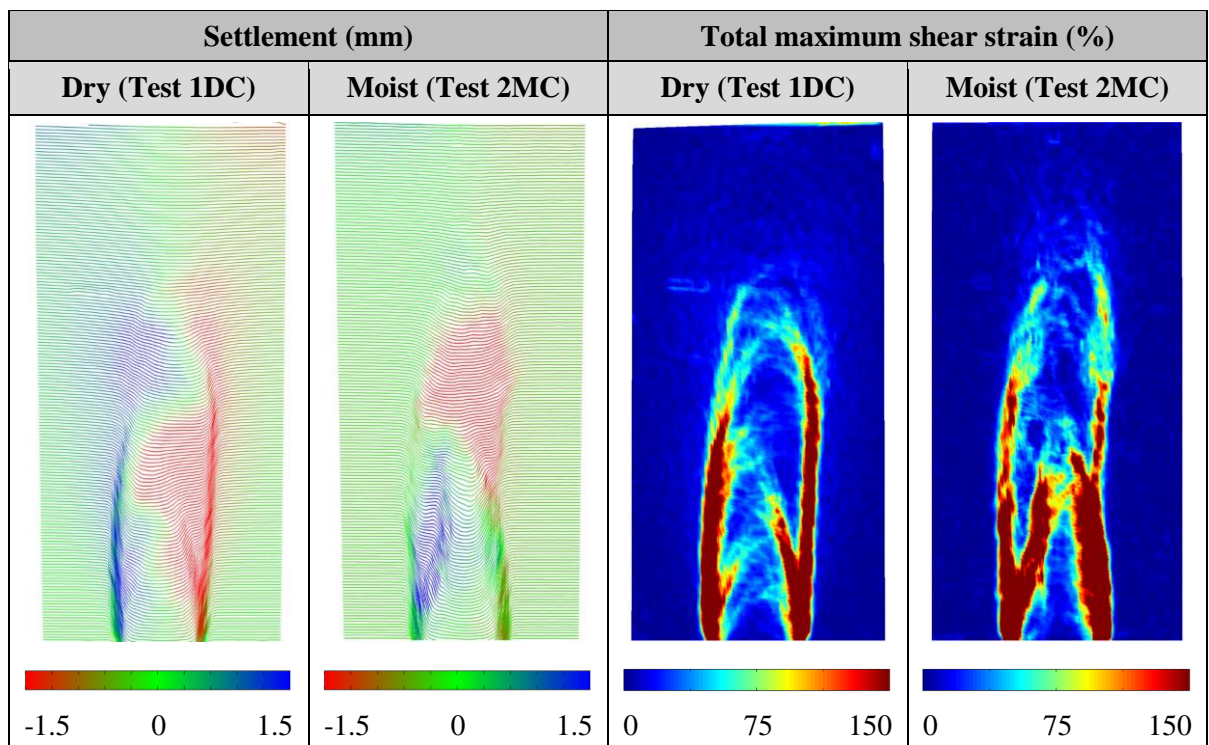 Settlement (mm) Total maximum shear strain (%)
Dry (Test 1DC) Moist (Test 2MC) Dry (Test 1DC) Moist (Test 2MC)
-1.5 0 1.5 -1.5 0 1.5 0 75 150 0 75 150